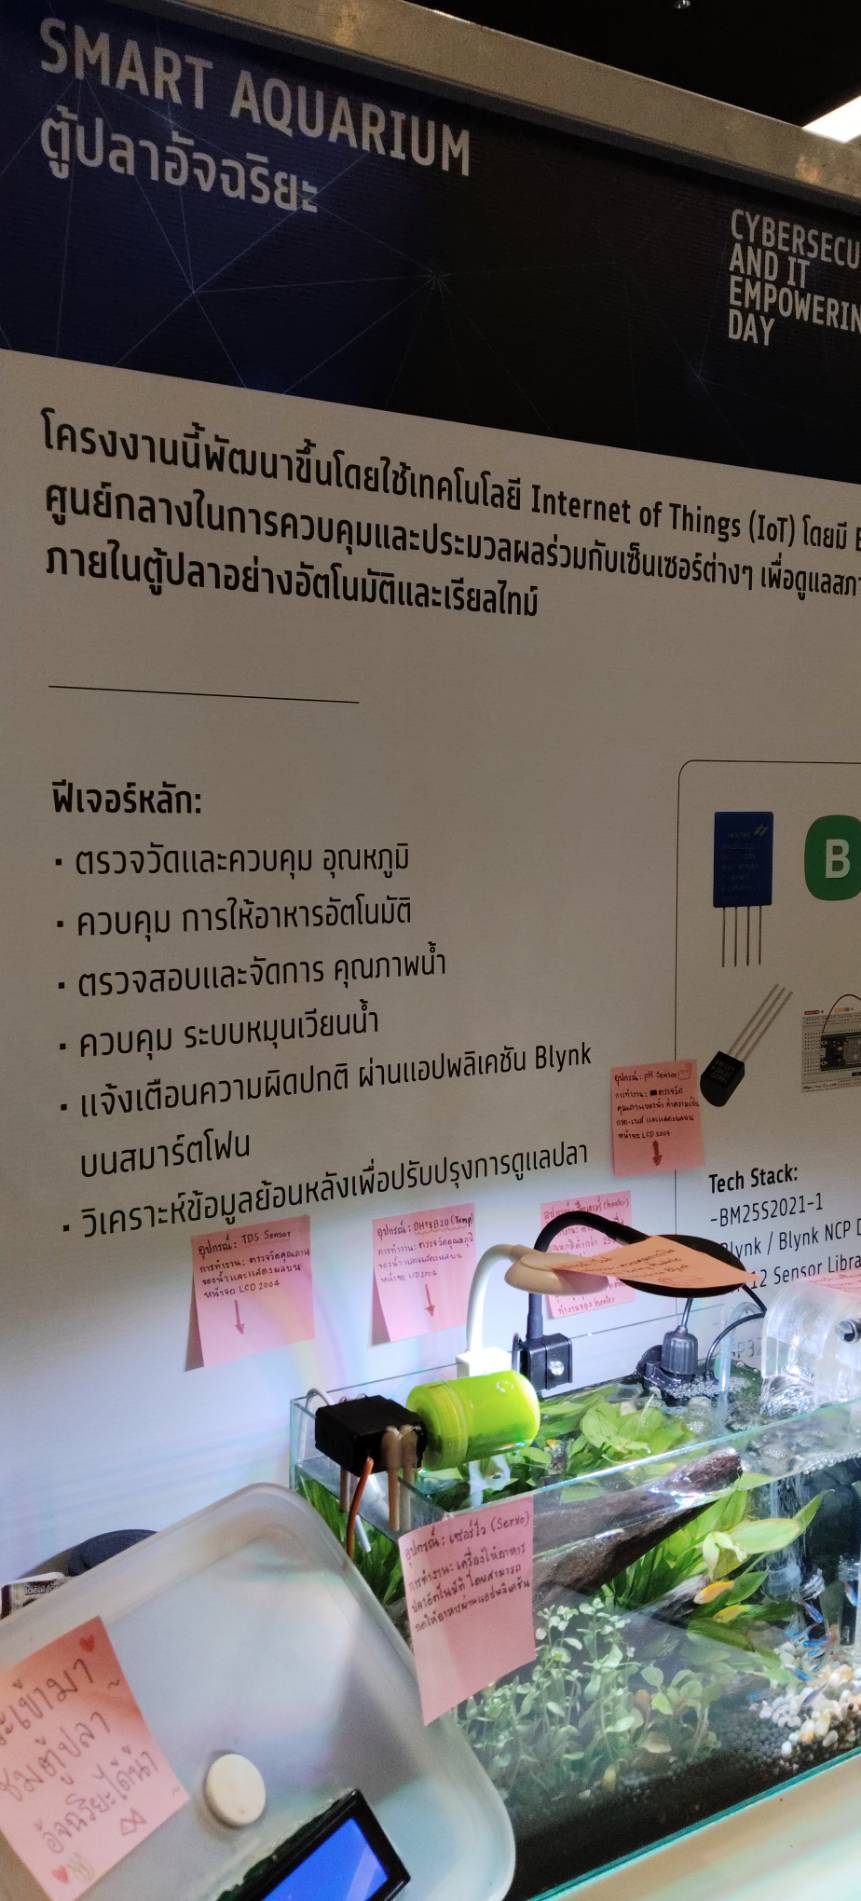 SMART AQUARIUM
ตู้ปลาอัจฉริยะ
CYBERSECU
AND IT
EMPOWERIN
DAY
โครงงานนี้พัฒนาขึ้นโดยใช้เทคโนโลยี Internet of Things (IoT) โดยมี E
ศูนย์กลางในการควบคุมและประมวลผลร่วมกับเซ็นเซอร์ต่างๆ เพื่อดูแลสภา
ภายในตู้ปลาอย่างอัตโนมัติและเรียลไทม์
ฟีเจอร์หลัก:
· ตรวจวัดและควบคุม อุณหภูมิ
· ควบคุม การให้อาหารอัตโนมัติ
· ตรวจสอบและจัดการ คุณภาพน้ำ
· ควบคุม ระบบหมุนเวียนน้ำ
· แจ้งเตือนความผิดปกติ ผ่านแอปพลิเคชัน Blynk
บนสมาร์ตโฟน
· วิเคราะห์ข้อมูลย้อนหลังเพื่อปรับปรุงการดูแลปลา
B
Tech Stack:
-BM25S2021-1
Blynk / Blynk NCP D
12 Sensor Libra
อุปกรณ์ : pH Sensor
การทำงาน : ตรวจวัด
หน้าจอ LCD 2004
อุปกรณ์ : TDS Sensor
การทำงาน : ตรวจวัดคุณภาพ
ของน้ำและแสดงผลบน
หน้าจอ LCD 2004
อุปกรณ์ : DH18B20 (Temp)
การทำงาน : ตรวจวัดอุณหภูมิ
ของน้ำและแสดงผลบน
หน้าจอ LCD 2004
อุปกรณ์ : เซอร์โว (Servo)
การทำงาน : เครื่องให้อาหาร
ปลาอัตโนมัติ โดยสามารถ
กดให้อาหารผ่านแอปพลิเคชัน
ะเข้ามา
ชมตู้ปลา
อัจฉริยะได้น้า